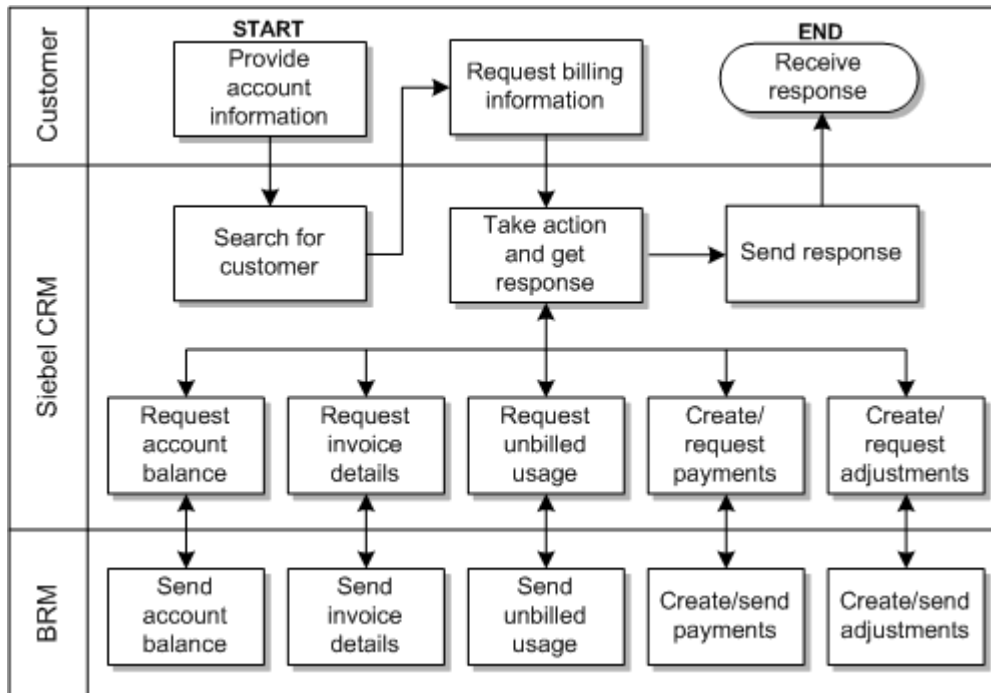 Customer
START
Provide
account
information
Request billing
information
END
Receive
response
Siebel CRM
Search for
customer
Take action
and get
response
Send response
Request
account
balance
Request
invoice
details
Request
unbilled
usage
Create/
request
payments
Create/
request
adjustments
BRM
Send
account
balance
Send
invoice
details
Send
unbilled
usage
Create/send
payments
Create/send
adjustments